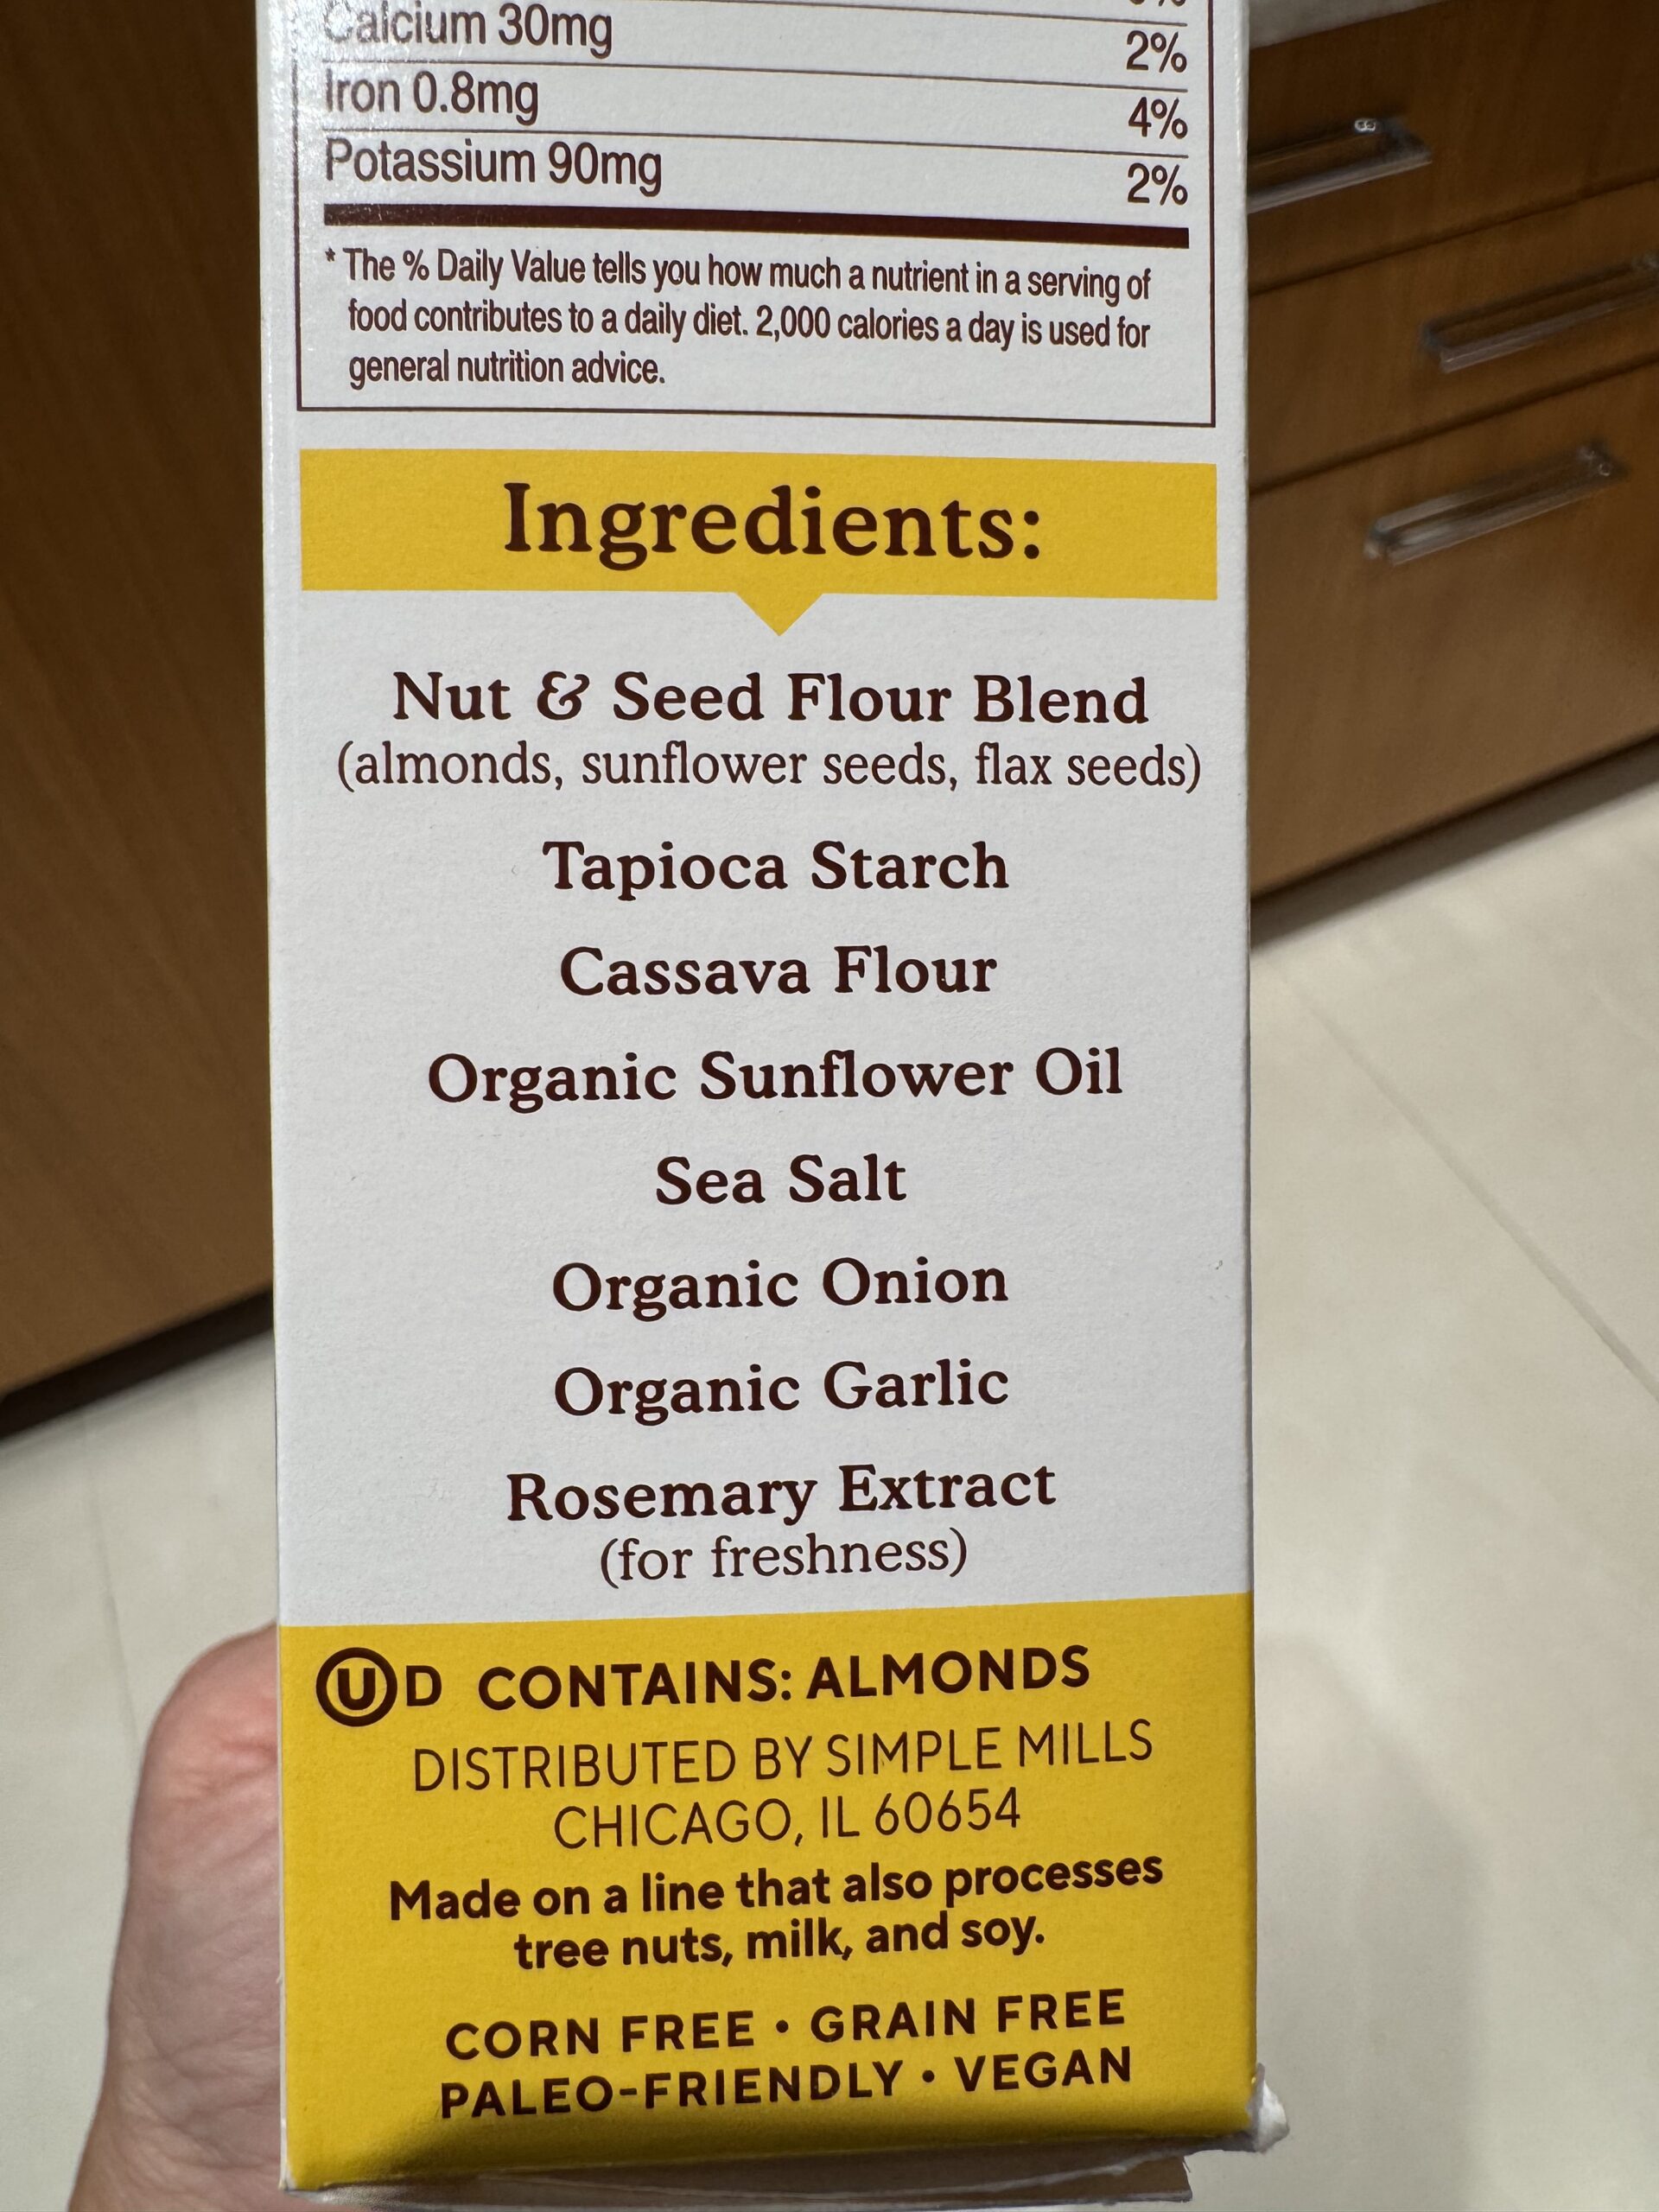 Calcium 30mg 2%
Iron 0.8mg 4%
Potassium 90mg 2%
* The % Daily Value tells you how much a nutrient in a serving of
food contributes to a daily diet. 2,000 calories a day is used for
general nutrition advice.
Ingredients:
Nut & Seed Flour Blend
(almonds, sunflower seeds, flax seeds)
Tapioca Starch
Cassava Flour
Organic Sunflower Oil
Sea Salt
Organic Onion
Organic Garlic
Rosemary Extract
(for freshness)
Ⓤ D CONTAINS: ALMONDS
DISTRIBUTED BY SIMPLE MILLS
CHICAGO, IL 60654
Made on a line that also processes
tree nuts, milk, and soy.
CORN FREE • GRAIN FREE
PALEO-FRIENDLY • VEGAN